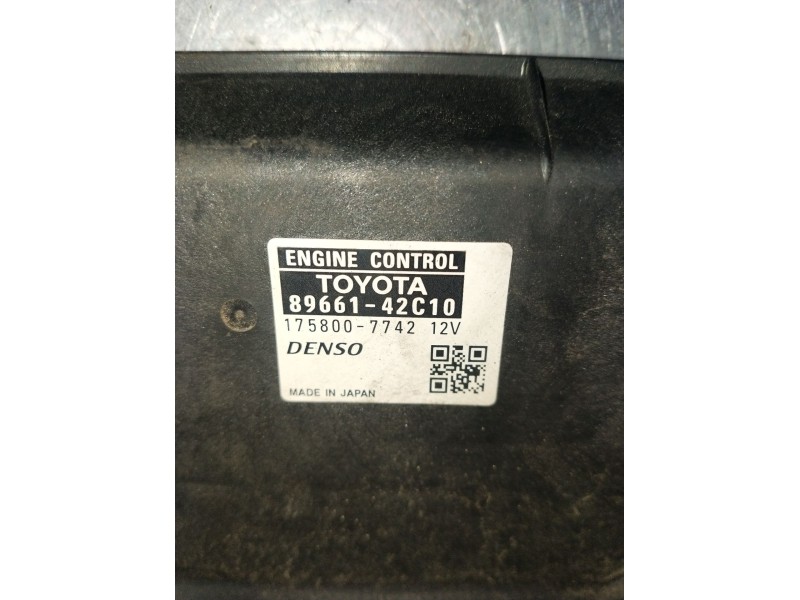 ENGINE CONTROL
TOYOTA
89661-42C10
175800-7742 12V
DENSO
MADE IN JAPAN